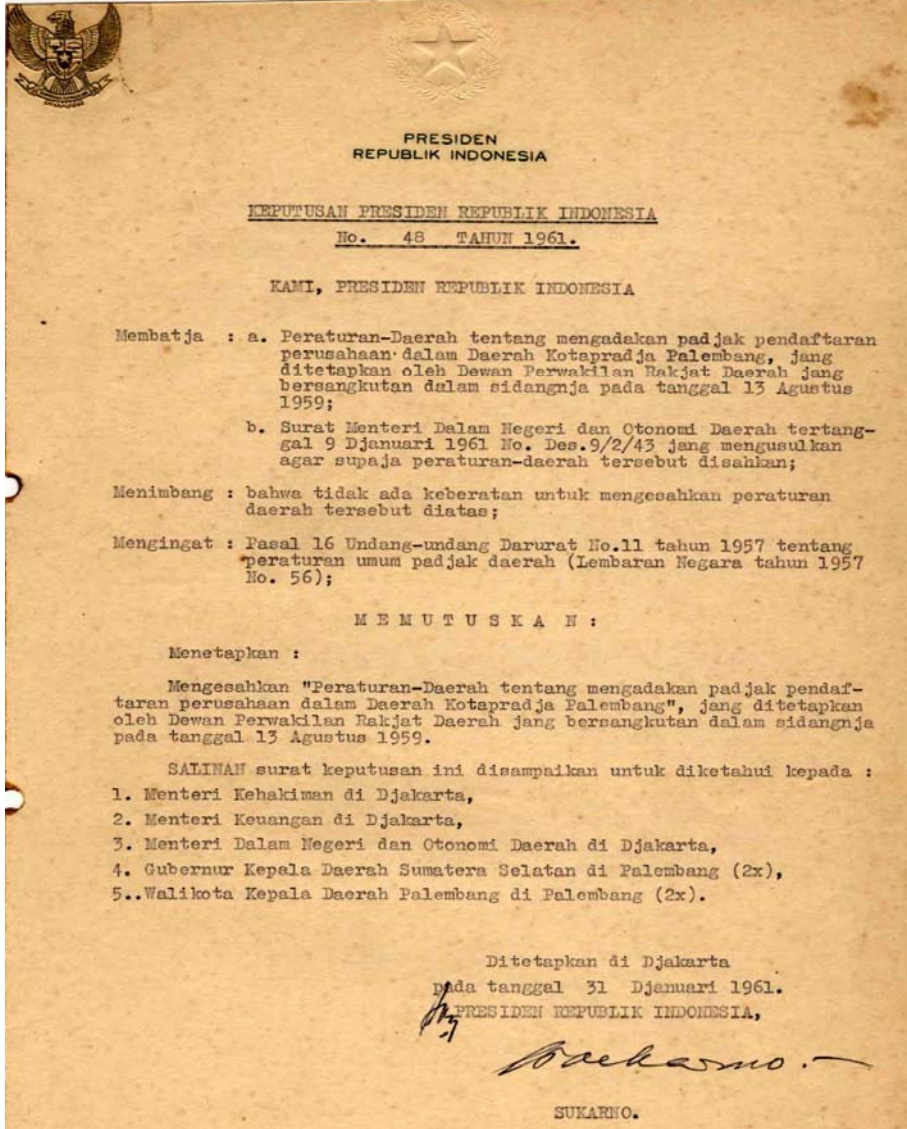 PRESIDEN
REPUBLIK INDONESIA
KEPUTUSAN PRESIDEN REPUBLIK INDONESIA
No. 48 TAHUN 1961.
KAMI, PRESIDEN REPUBLIK INDONESIA
Membatja : a. Peraturan-Daerah tentang mengadakan padjak pendaftaran
perusahaan dalam Daerah Kotapradja Palembang, jang
ditetapkan oleh Dewan Perwakilan Rakjat Daerah jang
bersangkutan dalam sidangnja pada tanggal 13 Agustus
1959;
b. Surat Menteri Dalam Negeri dan Otonomi Daerah tertang-
gal 9 Djanuari 1961 No. Des.9/2/43 jang mengusulkan
agar supaja peraturan-daerah tersebut disahkan;
Menimbang : bahwa tidak ada keberatan untuk mengesahkan peraturan
daerah tersebut diatas;
Mengingat : Pasal 16 Undang-undang Darurat No.11 tahun 1957 tentang
peraturan umum padjak daerah (Lembaran Negara tahun 1957
No. 56);
M E M U T U S K A N :
Menetapkan :
Mengesahkan "Peraturan-Daerah tentang mengadakan padjak pendaf-
taran perusahaan dalam Daerah Kotapradja Palembang", jang ditetapkan
oleh Dewan Perwakilan Rakjat Daerah jang bersangkutan dalam sidangnja
pada tanggal 13 Agustus 1959.
SALINAN surat keputusan ini disampaikan untuk diketahui kepada :
1. Menteri Kehakiman di Djakarta,
2. Menteri Keuangan di Djakarta,
3. Menteri Dalam Negeri dan Otonomi Daerah di Djakarta,
4. Gubernur Kepala Daerah Sumatera Selatan di Palembang (2x),
5..Walikota Kepala Daerah Palembang di Palembang (2x).
Ditetapkan di Djakarta
pada tanggal 31 Djanuari 1961.
PRESIDEN REPUBLIK INDONESIA,
Soekarno.-
SUKARNO.